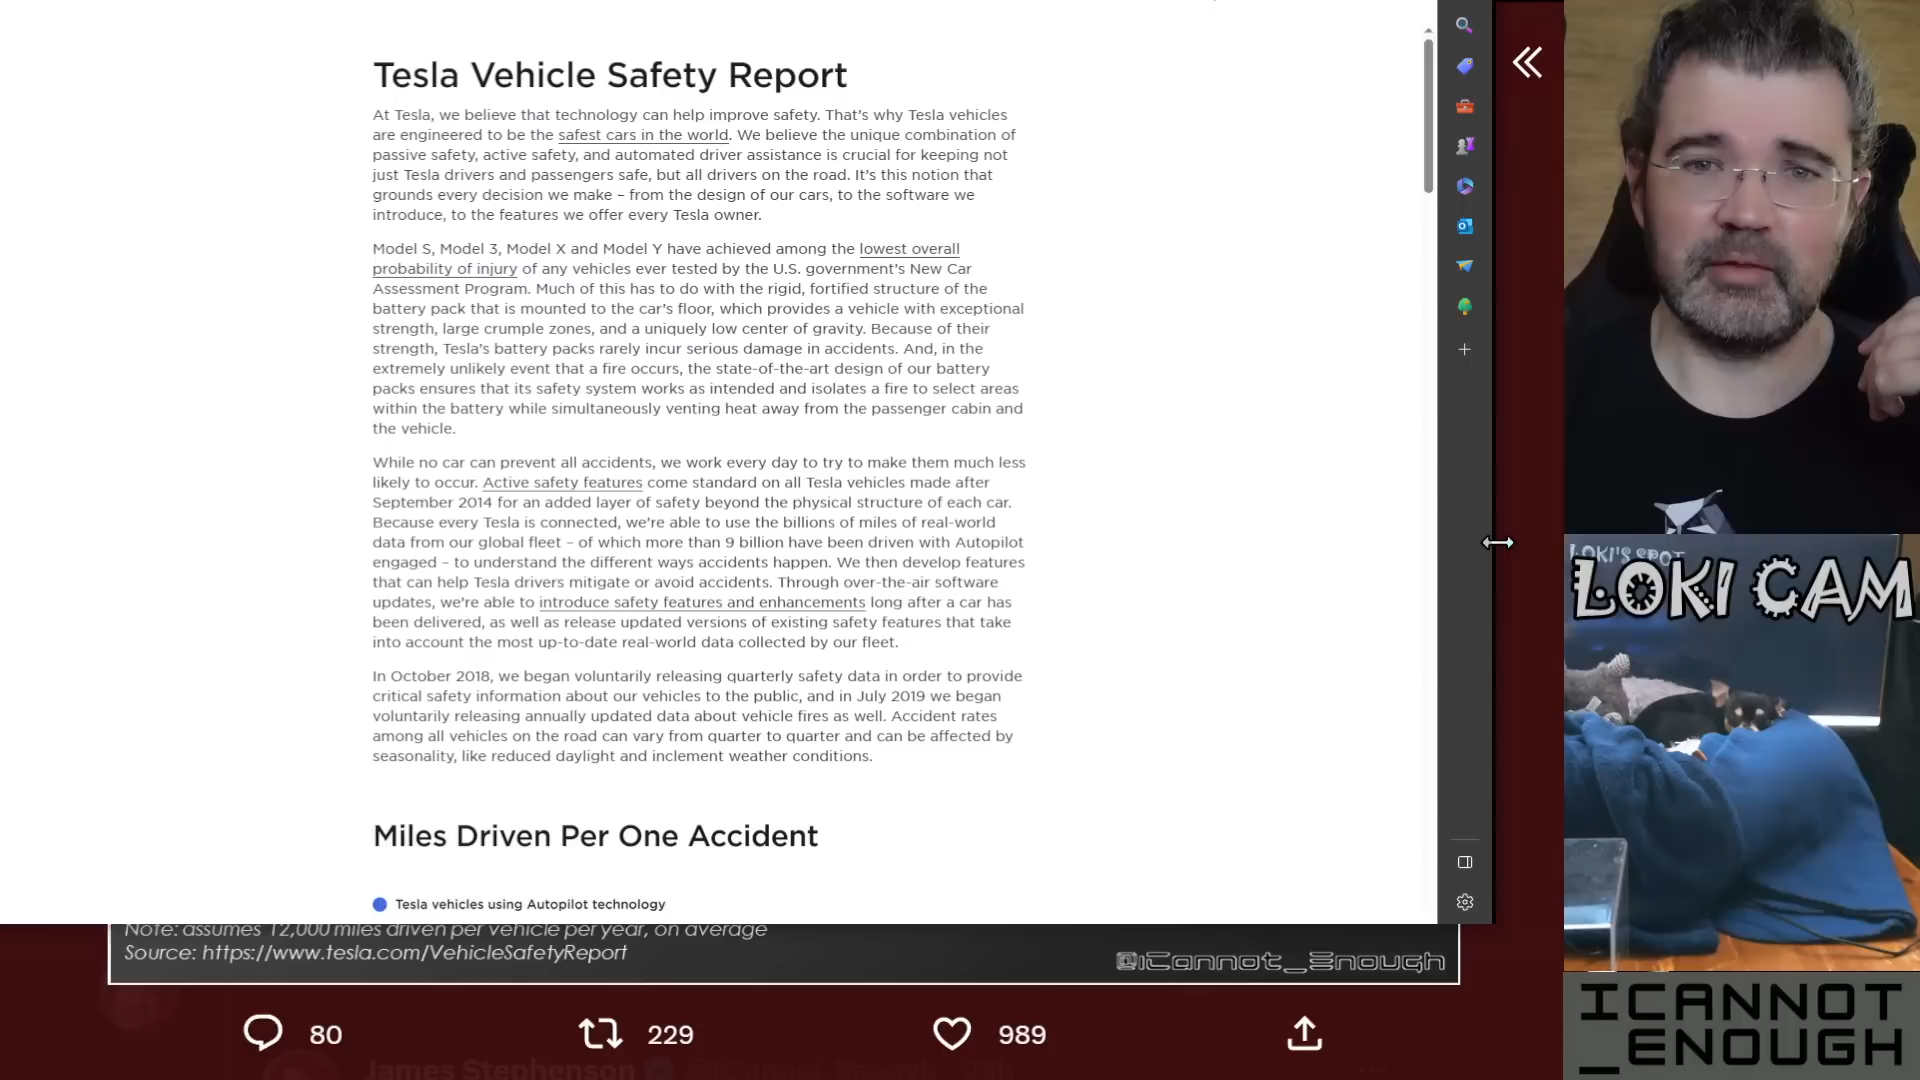 Tesla Vehicle Safety Report
At Tesla, we believe that technology can help improve safety. That’s why Tesla vehicles
are engineered to be the safest cars in the world. We believe the unique combination of
passive safety, active safety, and automated driver assistance is crucial for keeping not
just Tesla drivers and passengers safe, but all drivers on the road. It’s this notion that
grounds every decision we make – from the design of our cars, to the software we
introduce, to the features we offer every Tesla owner.
Model S, Model 3, Model X and Model Y have achieved among the lowest overall
probability of injury of any vehicles ever tested by the U.S. government’s New Car
Assessment Program. Much of this has to do with the rigid, fortified structure of the
battery pack that is mounted to the car’s floor, which provides a vehicle with exceptional
strength, large crumple zones, and a uniquely low center of gravity. Because of their
strength, Tesla’s battery packs rarely incur serious damage in accidents. And, in the
extremely unlikely event that a fire occurs, the state-of-the-art design of our battery
packs ensures that its safety system works as intended and isolates a fire to select areas
within the battery while simultaneously venting heat away from the passenger cabin and
the vehicle.
While no car can prevent all accidents, we work every day to try to make them much less
likely to occur. Active safety features come standard on all Tesla vehicles made after
September 2014 for an added layer of safety beyond the physical structure of each car.
Because every Tesla is connected, we’re able to use the billions of miles of real-world
data from our global fleet – of which more than 9 billion have been driven with Autopilot
engaged – to understand the different ways accidents happen. We then develop features
that can help Tesla drivers mitigate or avoid accidents. Through over-the-air software
updates, we’re able to introduce safety features and enhancements long after a car has
been delivered, as well as release updated versions of existing safety features that take
into account the most up-to-date real-world data collected by our fleet.
In October 2018, we began voluntarily releasing quarterly safety data in order to provide
critical safety information about our vehicles to the public, and in July 2019 we began
voluntarily releasing annually updated data about vehicle fires as well. Accident rates
among all vehicles on the road can vary from quarter to quarter and can be affected by
seasonality, like reduced daylight and inclement weather conditions.
Miles Driven Per One Accident
Tesla vehicles using Autopilot technology
Note: assumes 12,000 miles driven per vehicle per year, on average
Source: https://www.tesla.com/VehicleSafetyReport
@iCannot_Enough
80
229
989
James Stephenson
LOKI'S SPOT
LOKI CAM
ICANNOT
_ENOUGH